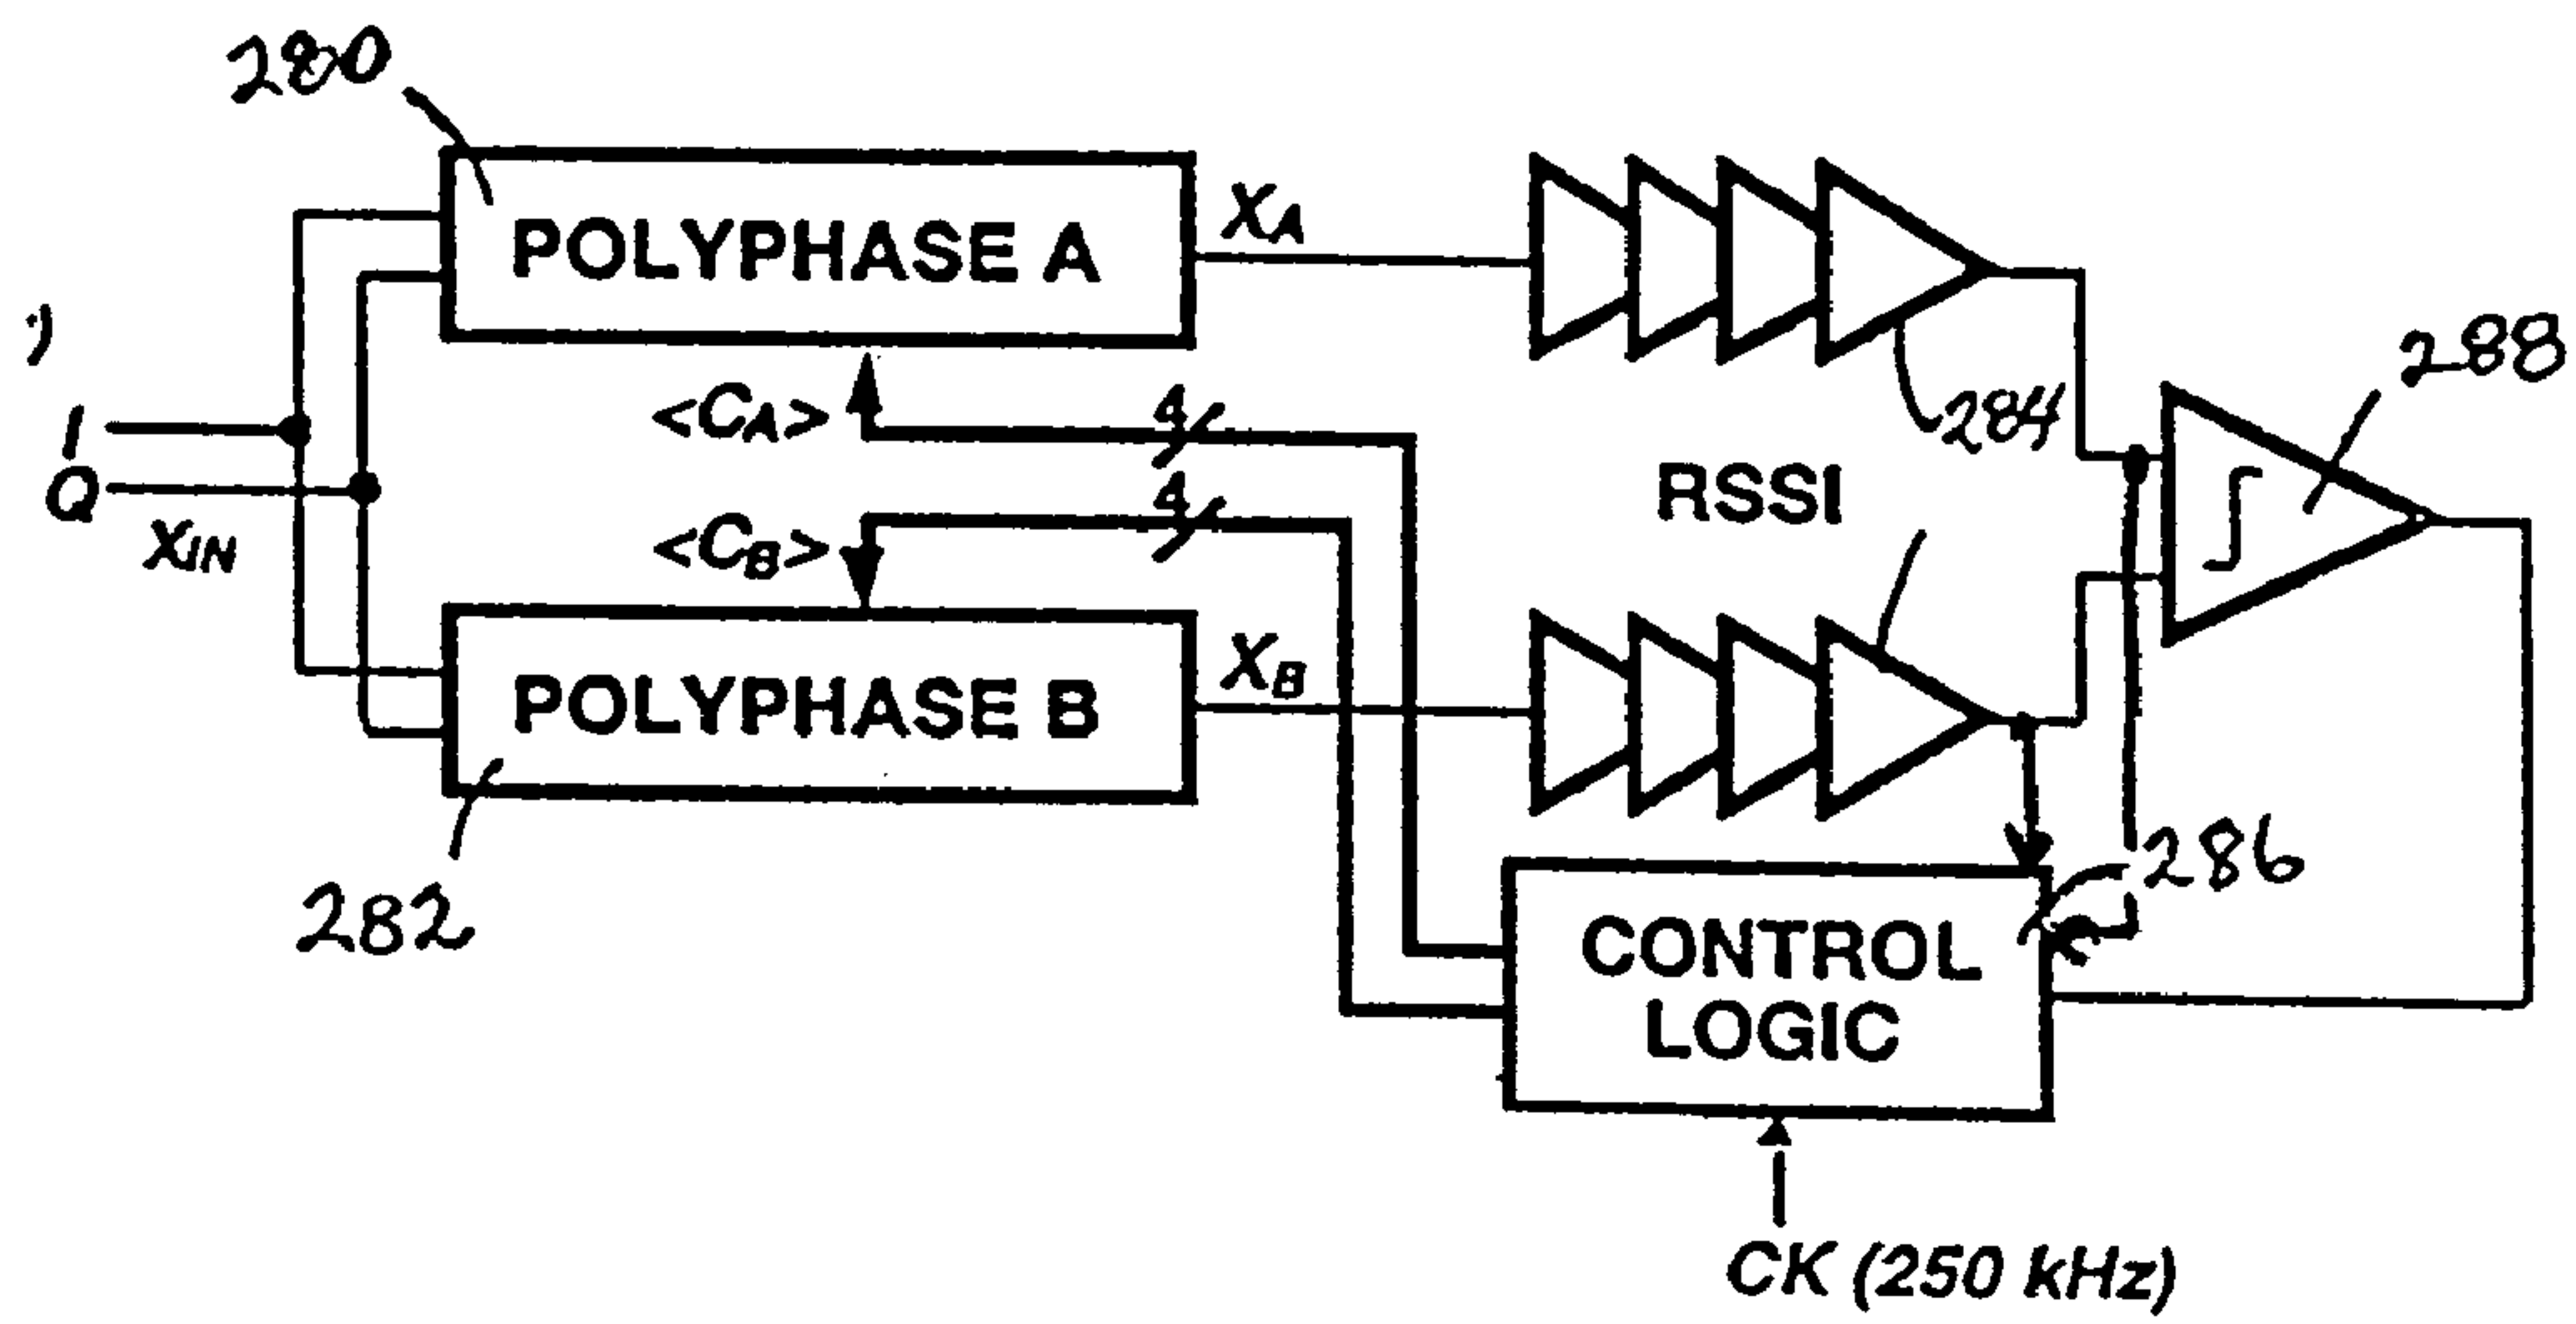 280
POLYPHASE A
XA
288
<CA>
4
284
I
Q
XIN
RSSI
4
<CB>
POLYPHASE B
XB
282
286
CONTROL
LOGIC
CK (250 kHz)